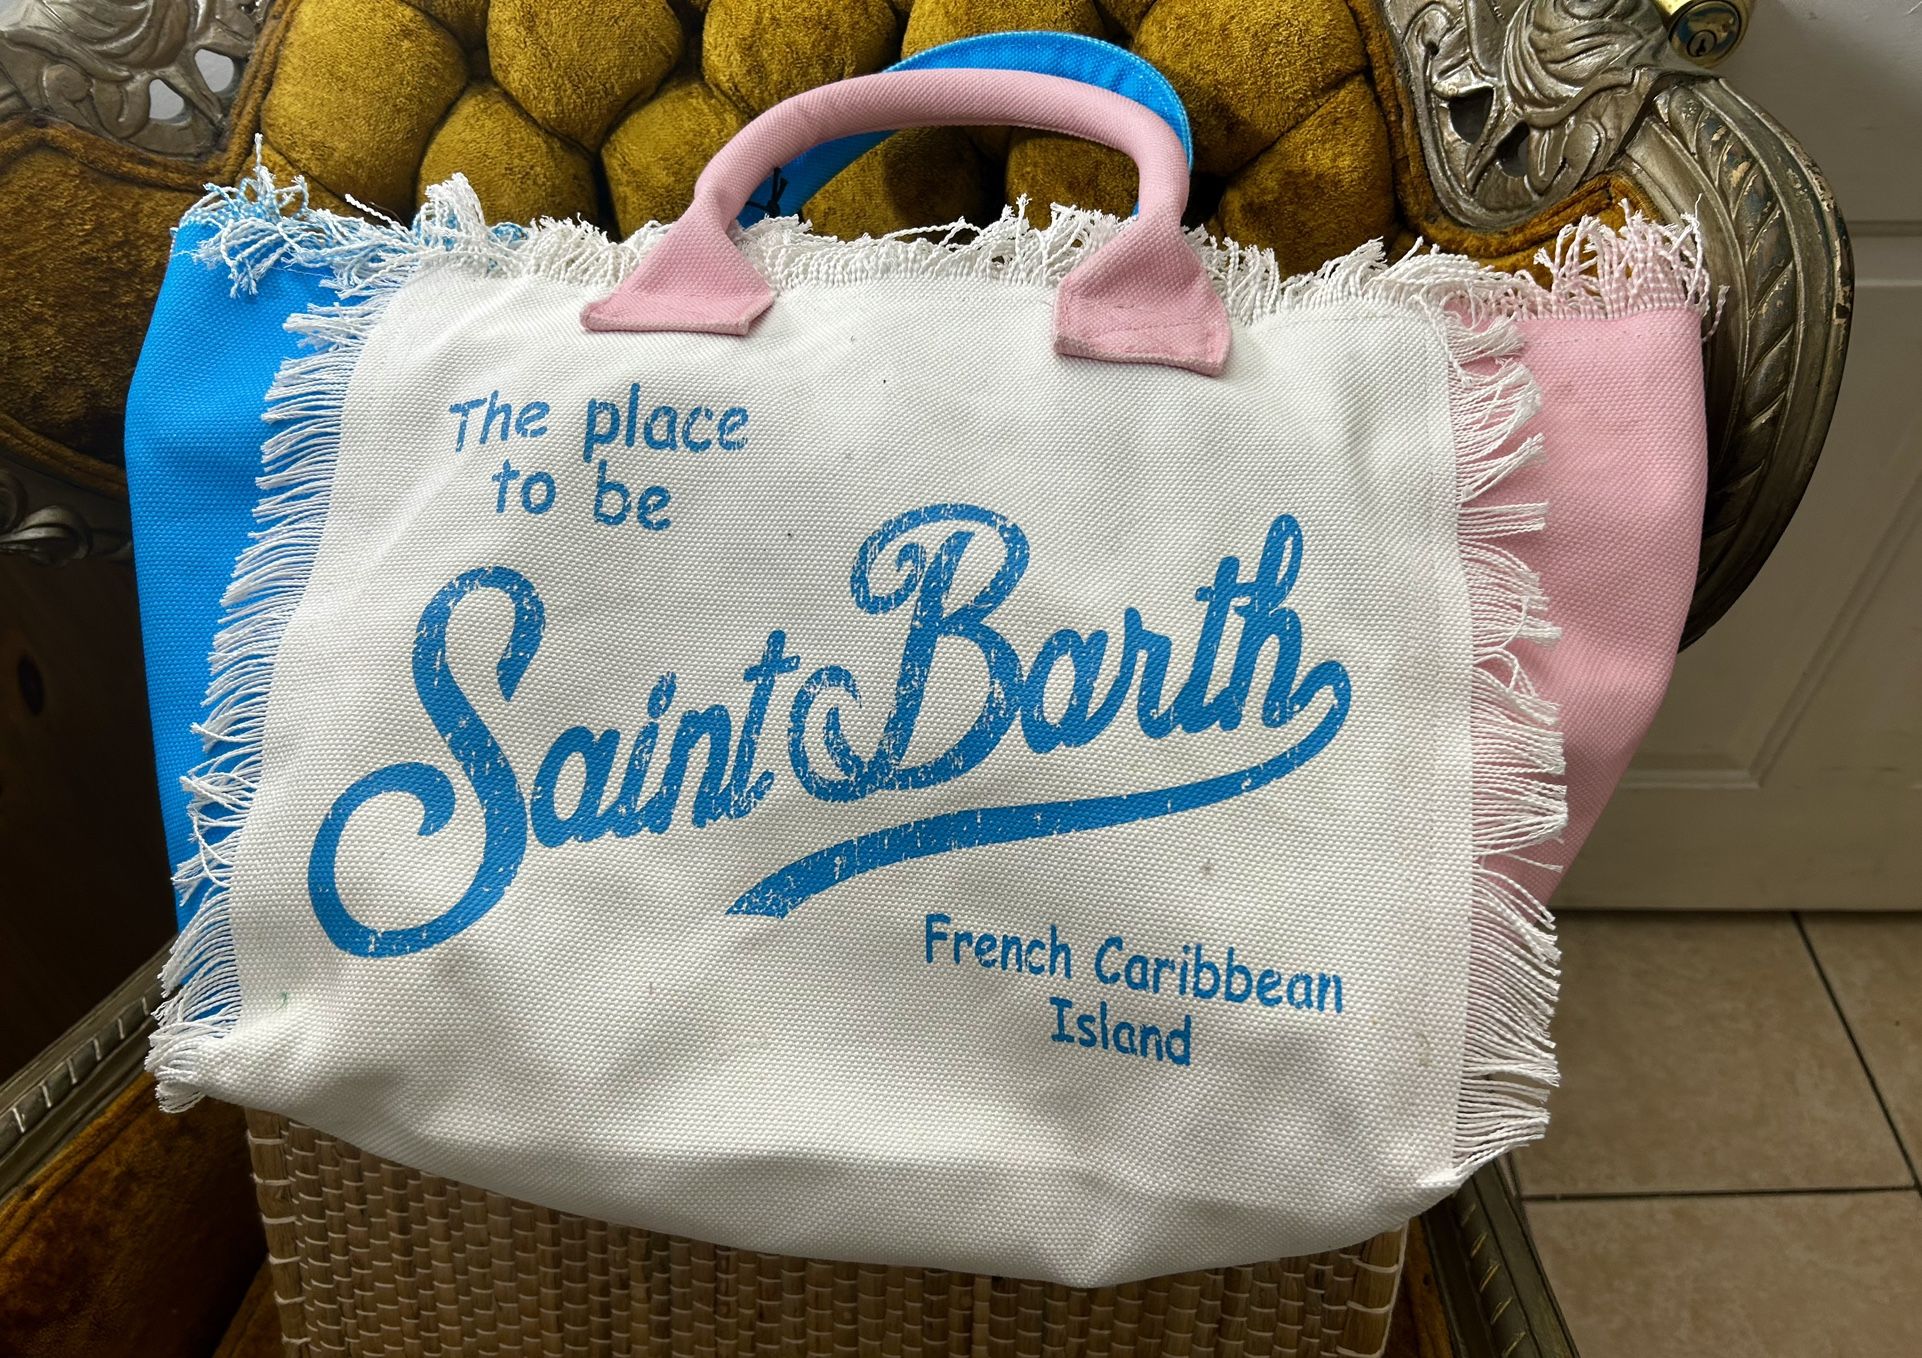 The place
to be
Saint Barth
French Caribbean
Island